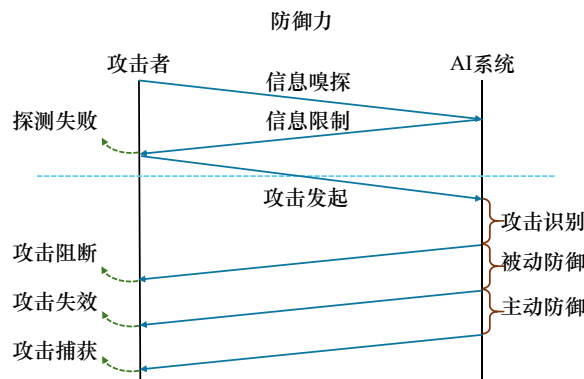 防御力
攻击者
AI系统
信息嗅探
探测失败
信息限制
攻击发起
攻击识别
攻击阻断
被动防御
攻击失效
主动防御
攻击捕获